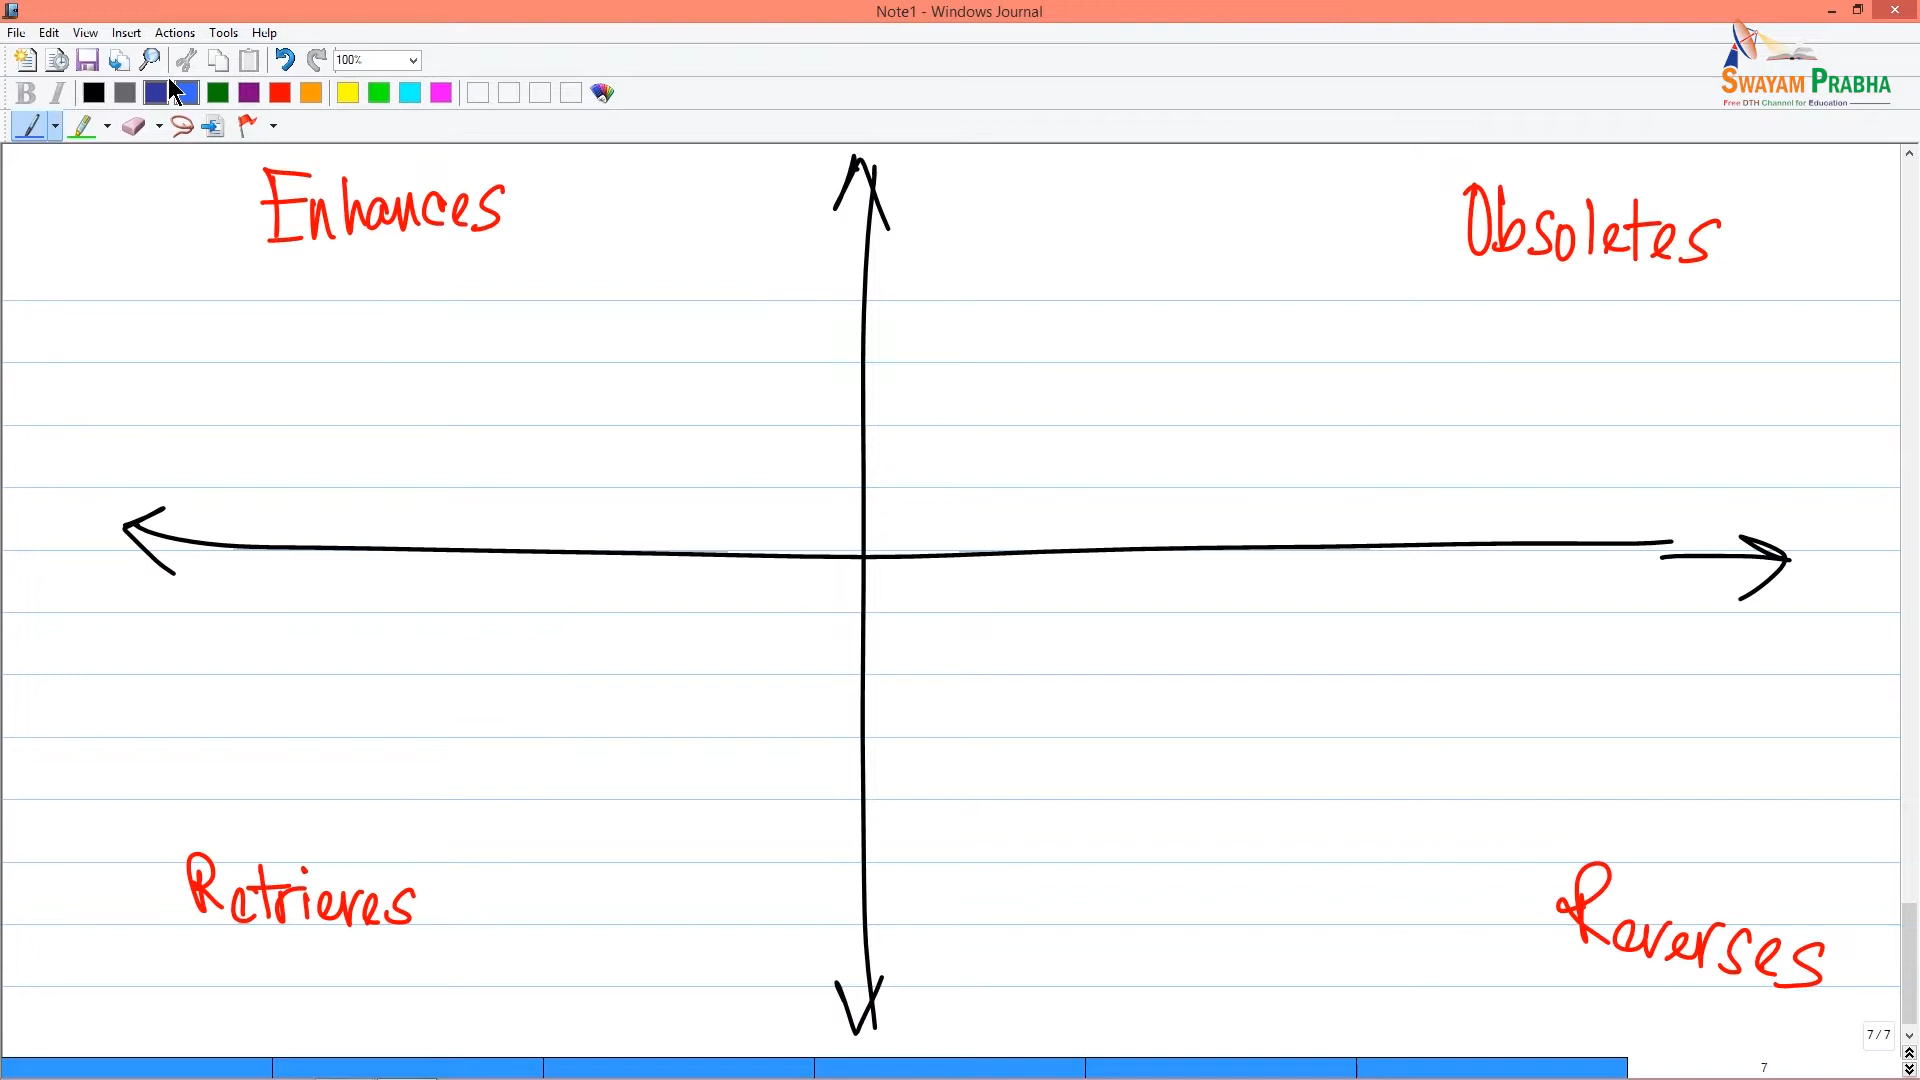 Note1 - Windows Journal
File Edit View Insert Actions Tools Help
100%
SWAYAM PRABHA
Free DTH Channel for Education
B I
Enhances
Obsoletes
Retrieves
Reverses
7 / 7
7